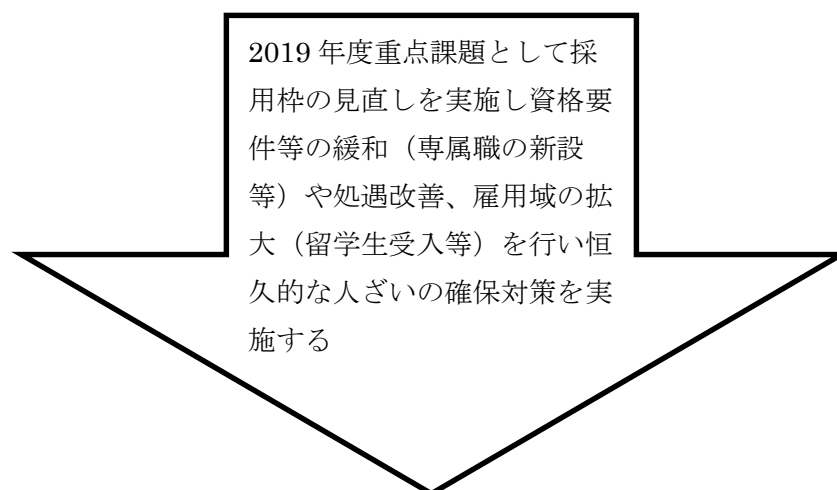 2019 年度重点課題として採
用枠の見直しを実施し資格要
件等の緩和（専属職の新設
等）や処遇改善、雇用域の拡
大（留学生受入等）を行い恒
久的な人ざいの確保対策を実
施する